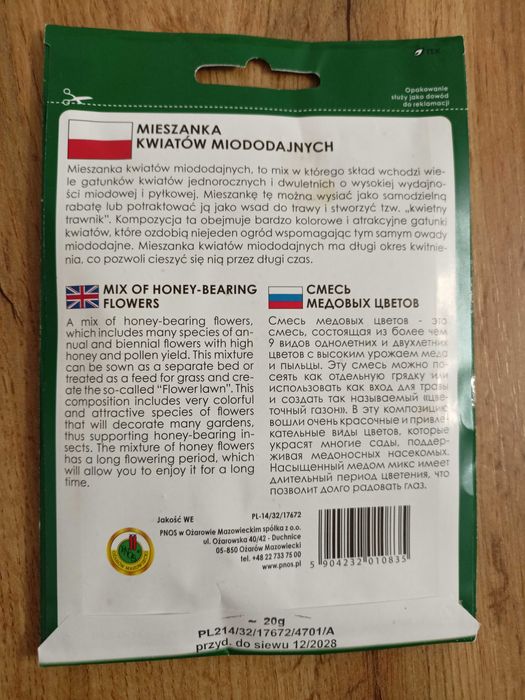 Opakowanie
służy jako dowód
do reklamacji
MIESZANKA
KWIATÓW MIODODAJNYCH
Mieszanka kwiatów miododajnych, to mix w którego skład wchodzi wie-
le gatunków kwiatów jednorocznych i dwuletnich o wysokiej wydajno-
ści miodowej i pyłkowej. Mieszankę tę można wysiać jako samodzielną
rabatę lub potraktować ją jako wsad do trawy i stworzyć tzw. „kwietny
trawnik”. Kompozycja ta obejmuje bardzo kolorowe i atrakcyjne gatunki
kwiatów, które ozdobią niejeden ogród wspomagając tym samym owady
miododajne. Mieszanka kwiatów miododajnych ma długi okres kwitnie-
nia, co pozwoli cieszyć się nią przez długi czas.
MIX OF HONEY-BEARING
FLOWERS
A mix of honey-bearing flowers,
which includes many species of an-
nual and biennial flowers with high
honey and pollen yield. This mixture
can be sown as a separate bed or
treated as a feed for grass and cre-
ate the so-called "Flower lawn". This
composition includes very colorful
and attractive species of flowers
that will decorate many gardens,
thus supporting honey-bearing in-
sects. The mixture of honey flowers
has a long flowering period, which
will allow you to enjoy it for a long
time.
СМЕСЬ
МЕДОВЫХ ЦВЕТОВ
Смесь медовых цветов - это
смесь, состоящая из более чем
9 видов однолетних и двухлетних
цветов с высоким урожаем меда
и пыльцы. Эту смесь можно по-
сеять как отдельную грядку или
использовать как вход для травы
и создать так называемый «цве-
точный газон». В эту композицию
вошли очень красочные и привле-
кательные виды цветов, которые
украсят многие сады, поддер-
живая медоносных насекомых.
Насыщенный медом микс имеет
длительный период цветения, что
позволит долго радовать глаз.
Jakość WE
PL-14/32/17672
PNOS w Ożarowie Mazowieckim spółka z o.o.
ul. Ożarowska 40/42 - Duchnice
05-850 Ożarów Mazowiecki
tel. +48 22 733 75 00
www.pnos.pl
PNOS
OŻARÓW MAZOWIECKI
5 904232 010835
~ 20g
PL214/32/17672/4701/A
przyd. do siewu 12/2028